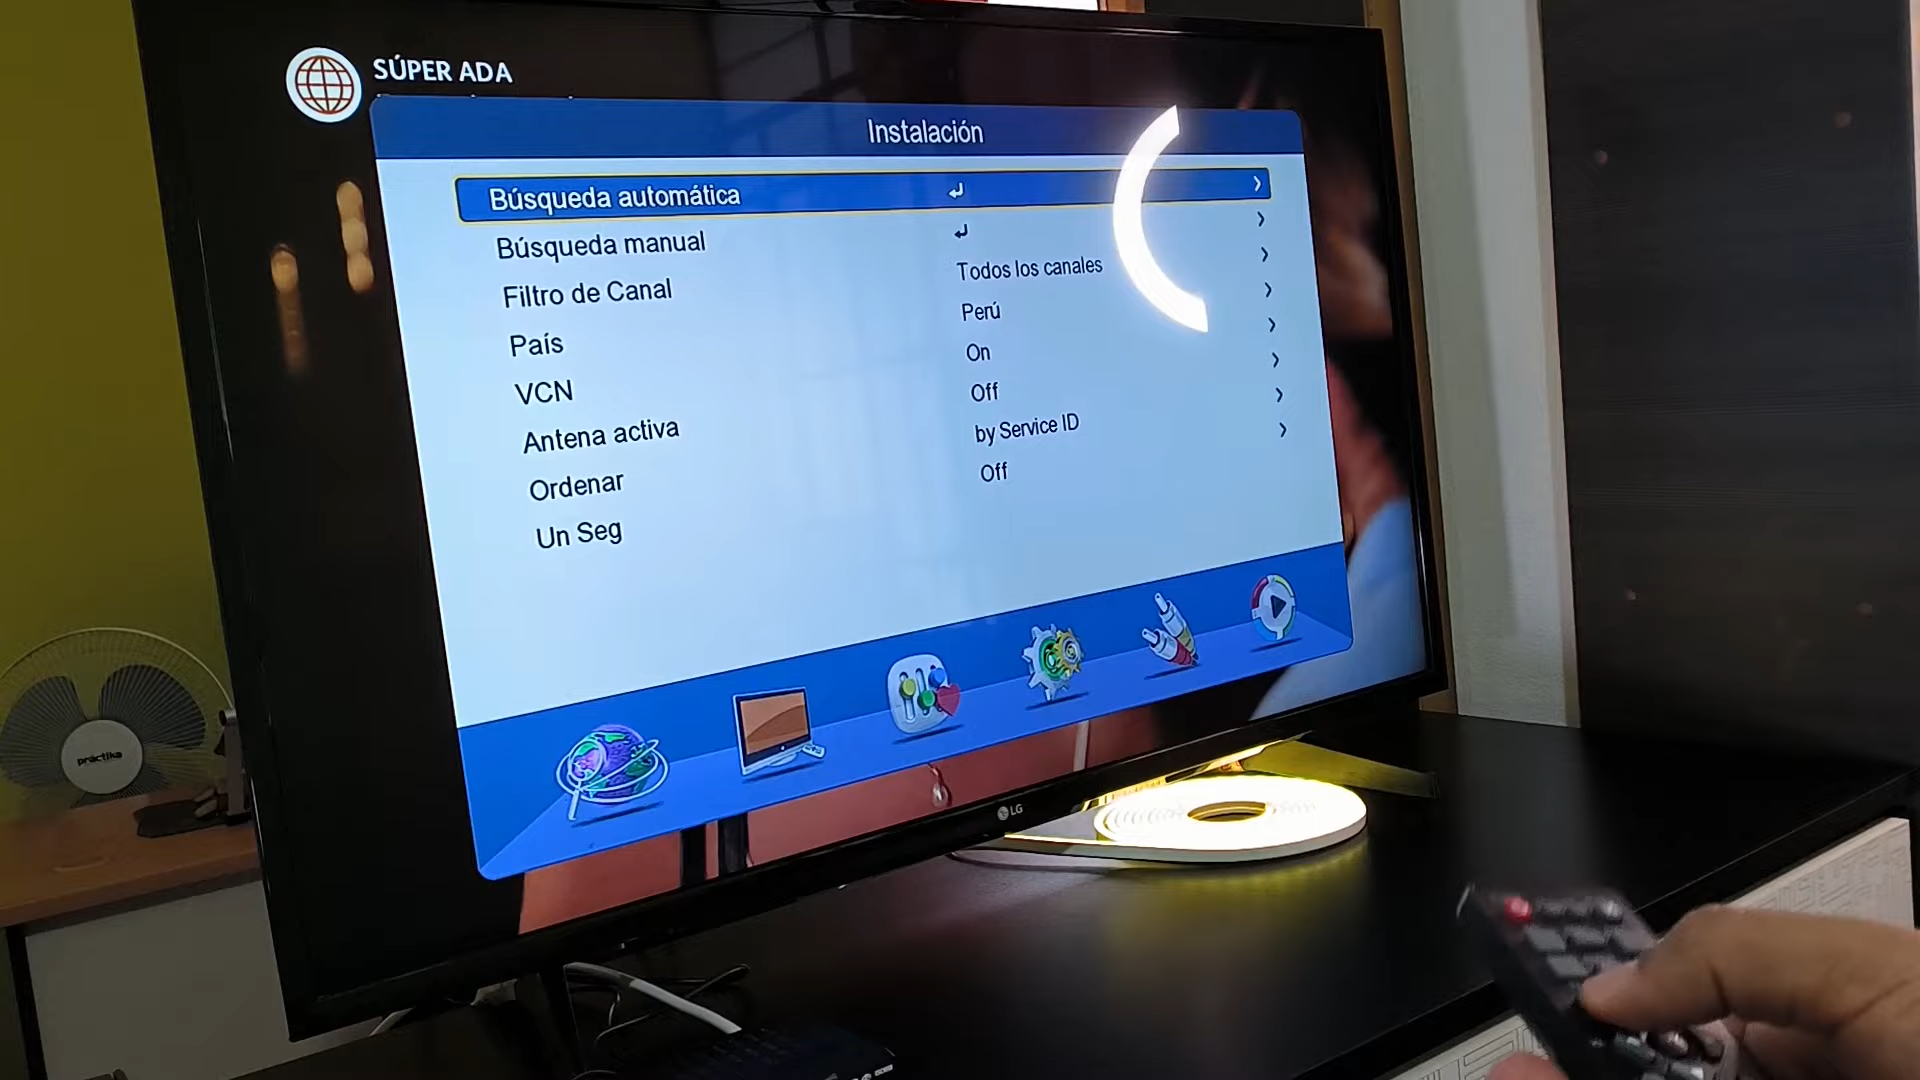 SÚPER ADA
Instalación
Búsqueda automática
Búsqueda manual
Filtro de Canal Todos los canales
País Perú
VCN On
Antena activa Off
Ordenar by Service ID
Un Seg Off
LG
práctika